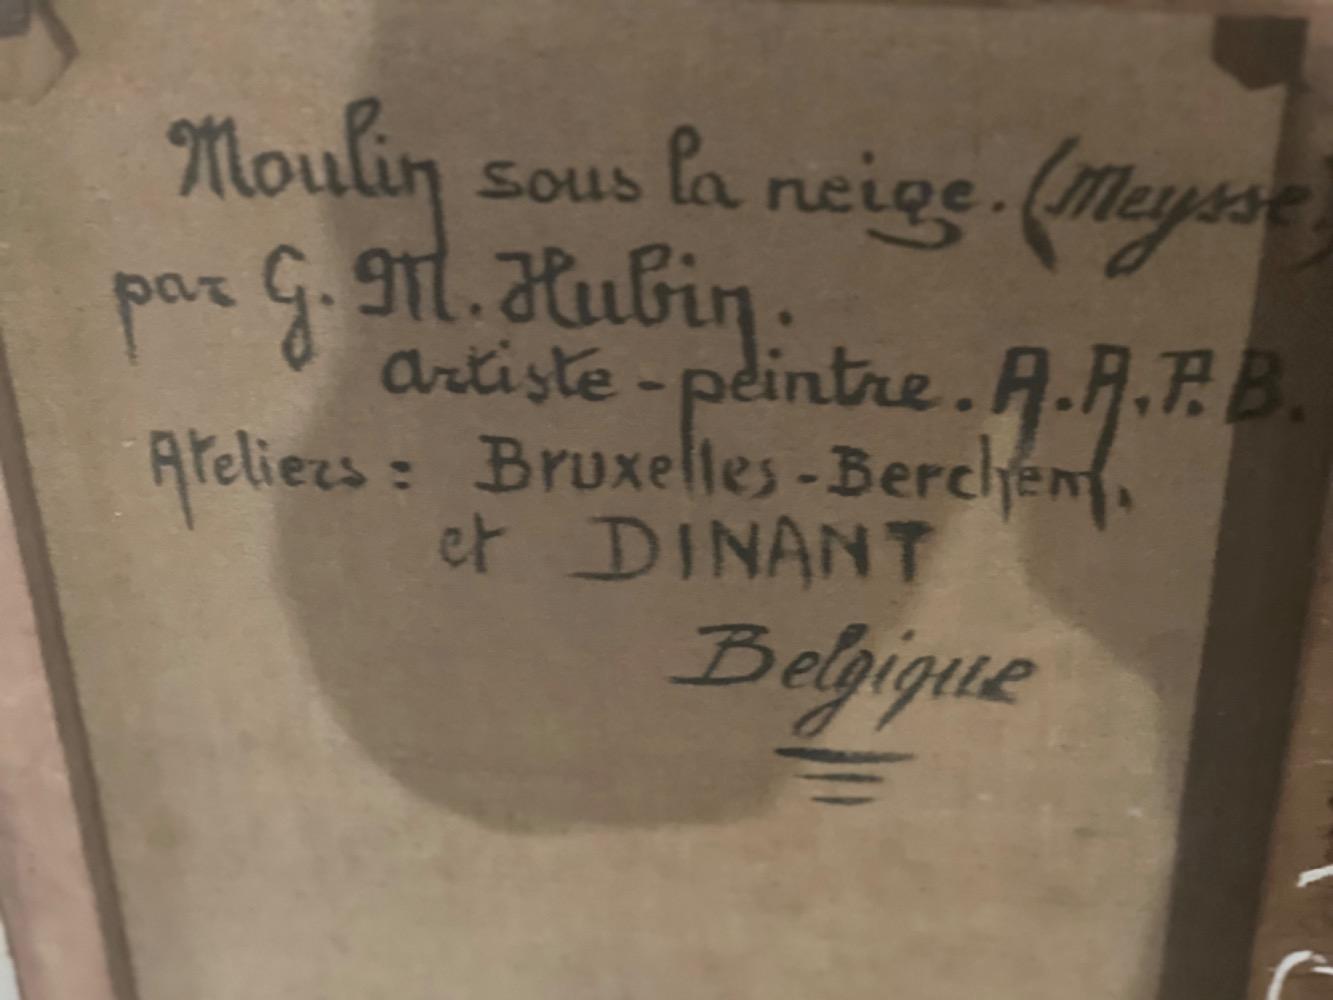 Moulin sous la neige. (Meysse)
par G. M. Hubin.
artiste-peintre. A.A.P.B.
Ateliers : Bruxelles-Berchem.
et DINANT
Belgique